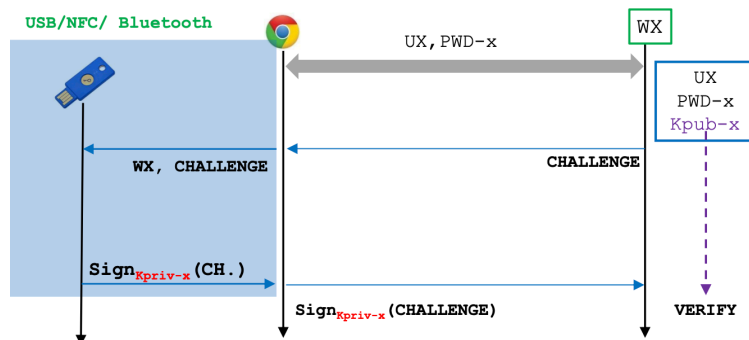 USB/NFC/ Bluetooth
WX
UX,PWD-x
UX
PWD-x
Kpub-x
WX, CHALLENGE
CHALLENGE
SignKpriv-x(CH.)
SignKpriv-x(CHALLENGE)
VERIFY